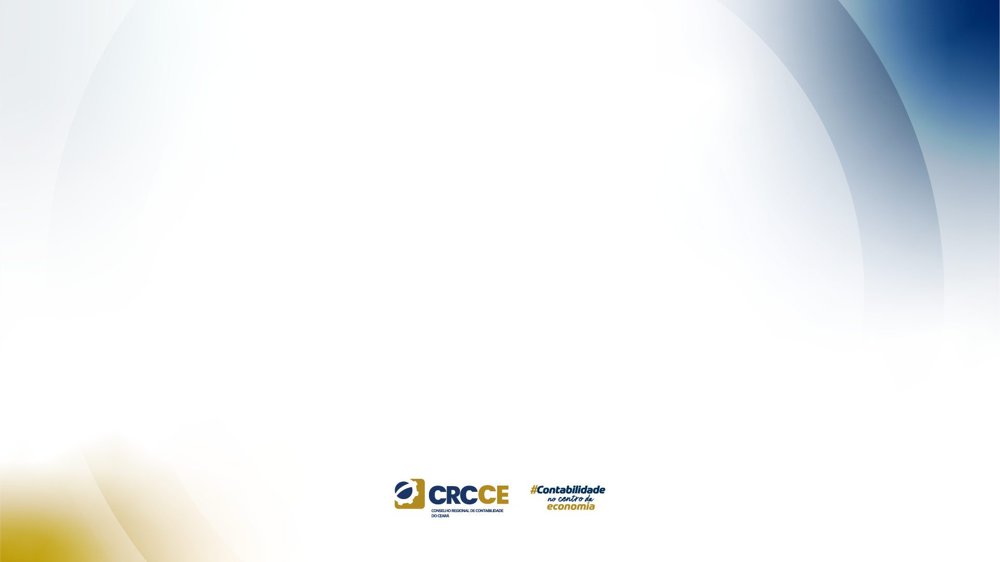 CRCCE
CONSELHO REGIONAL DE CONTABILIDADE
DO CEARÁ
#Contabilidade
no centro da
economia